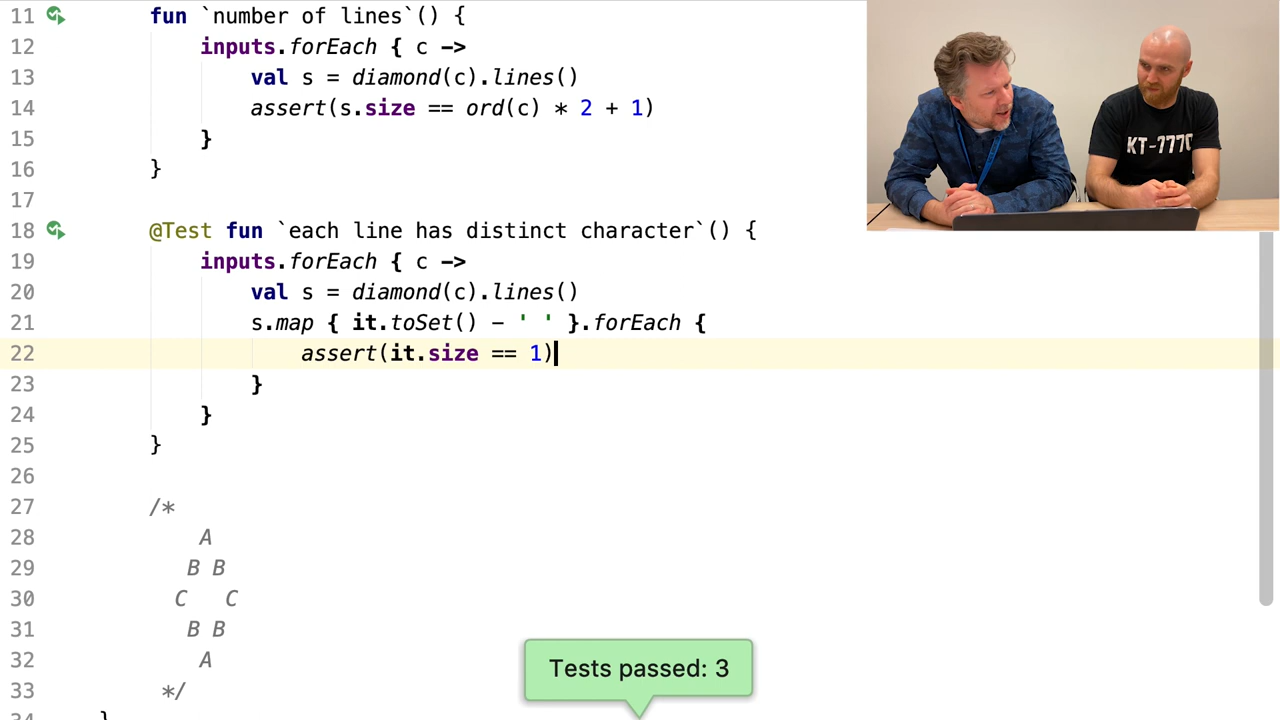 11 fun `number of lines`() {
12 inputs.forEach { c ->
13 val s = diamond(c).lines()
14 assert(s.size == ord(c) * 2 + 1)
15 }
16 }
17
18 @Test fun `each line has distinct character`() {
19 inputs.forEach { c ->
20 val s = diamond(c).lines()
21 s.map { it.toSet() - ' ' }.forEach {
22 assert(it.size == 1)
23 }
24 }
25 }
26
27 /*
28 A
29 B B
30 C   C
31 B B
32 A
33 */
34 }
Tests passed: 3